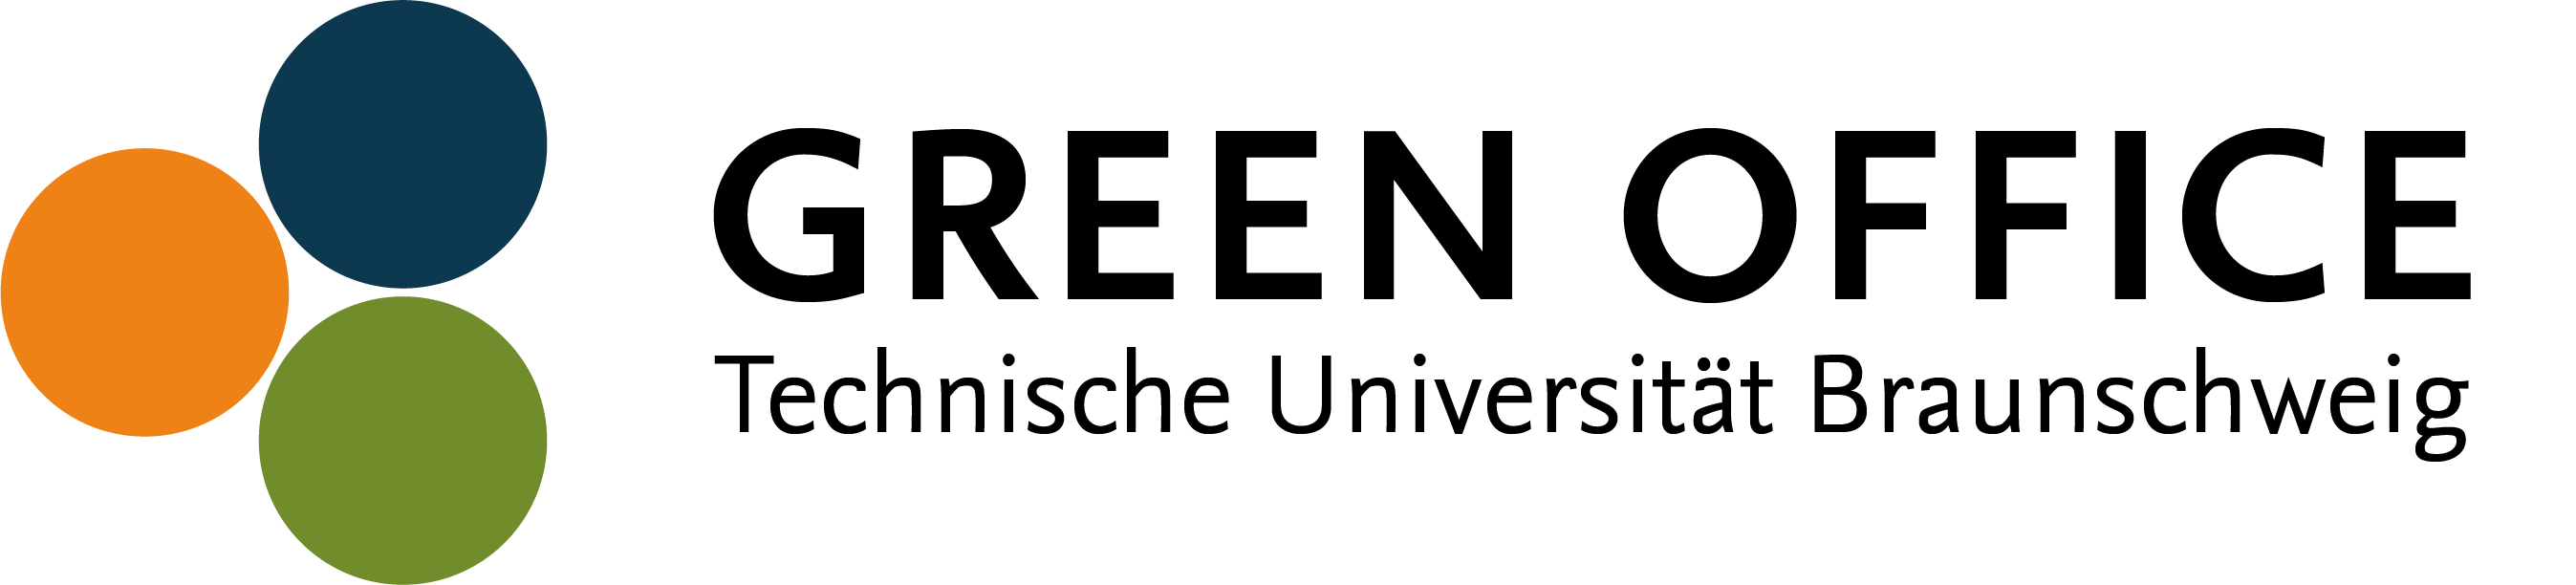 GREEN OFFICE
Technische Universität Braunschweig